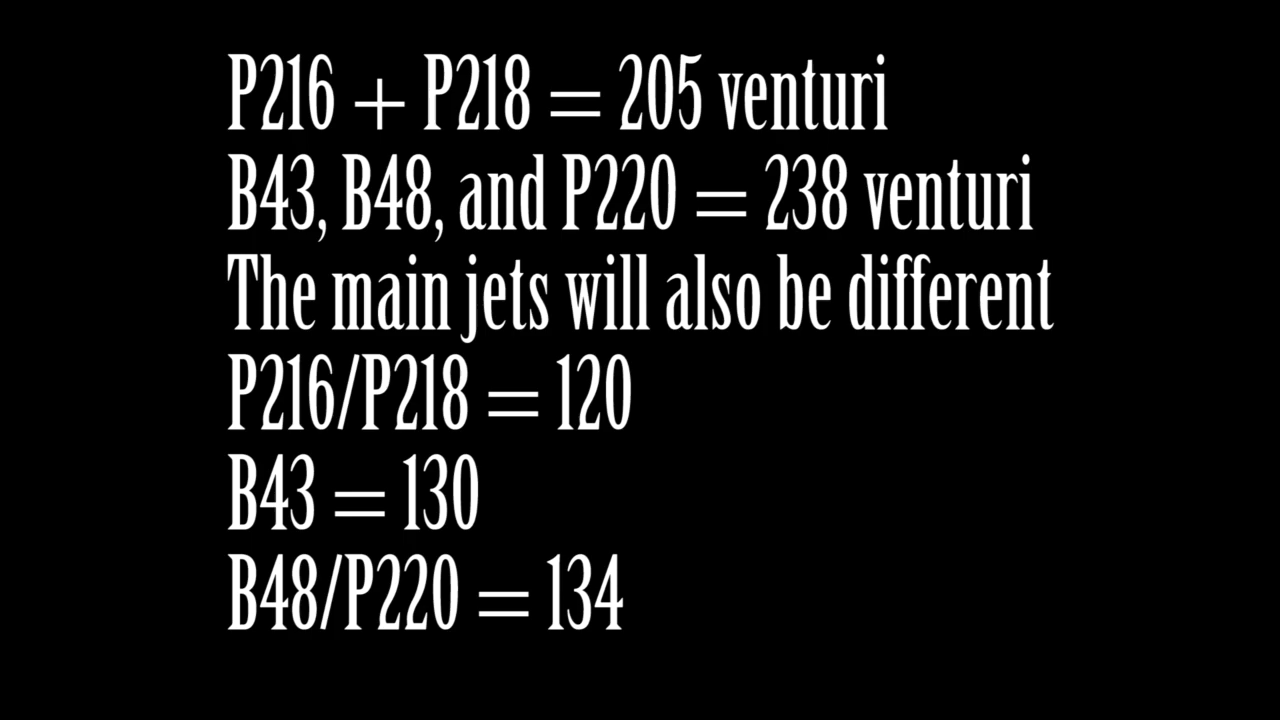 P216 + P218 = 205 venturi
B43, B48, and P220 = 238 venturi
The main jets will also be different
P216/P218 = 120
B43 = 130
B48/P220 = 134